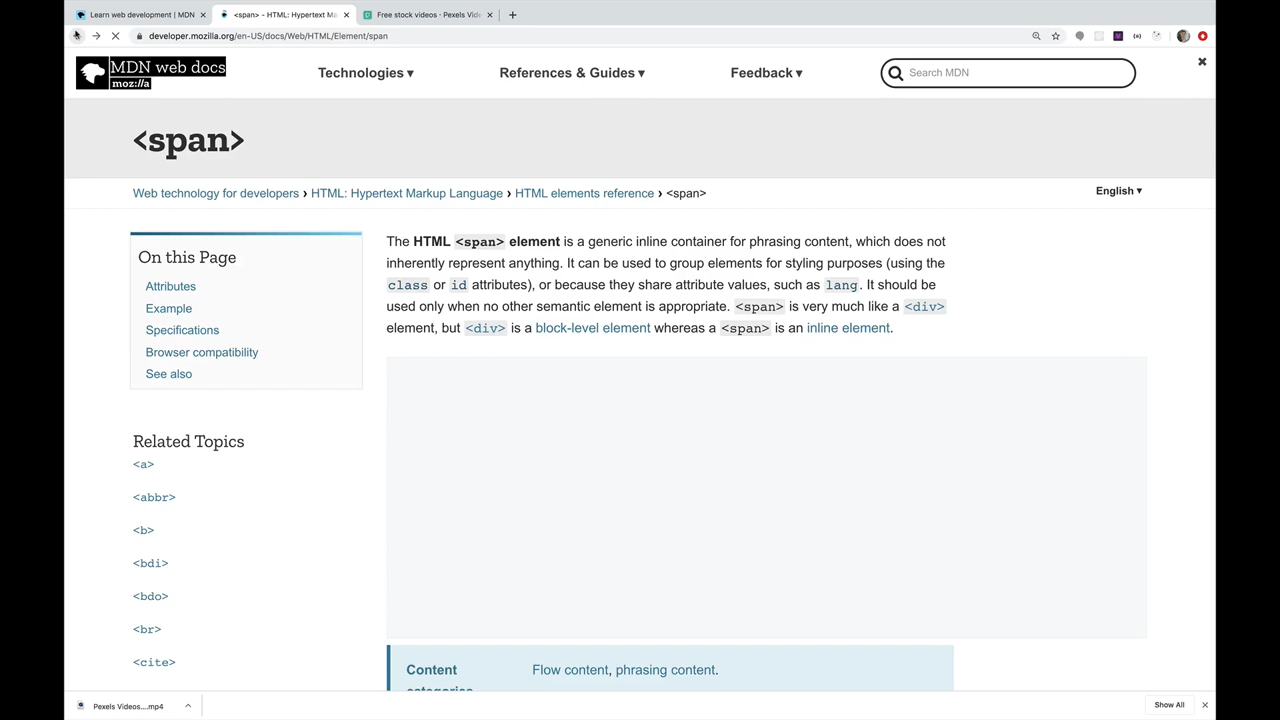 Learn web development | MDN
<span> - HTML: Hypertext Ma
Free stock videos · Pexels Vide
developer.mozilla.org/en-US/docs/Web/HTML/Element/span
MDN web docs
moz://a
Technologies ▾
References & Guides ▾
Feedback ▾
Search MDN
<span>
Web technology for developers › HTML: Hypertext Markup Language › HTML elements reference › <span>
English ▾
On this Page
Attributes
Example
Specifications
Browser compatibility
See also
Related Topics
<a>
<abbr>
<b>
<bdi>
<bdo>
<br>
<cite>
The HTML <span> element is a generic inline container for phrasing content, which does not
inherently represent anything. It can be used to group elements for styling purposes (using the
class or id attributes), or because they share attribute values, such as lang. It should be
used only when no other semantic element is appropriate. <span> is very much like a <div>
element, but <div> is a block-level element whereas a <span> is an inline element.
Content
categories
Flow content, phrasing content.
Pexels Videos....mp4
Show All